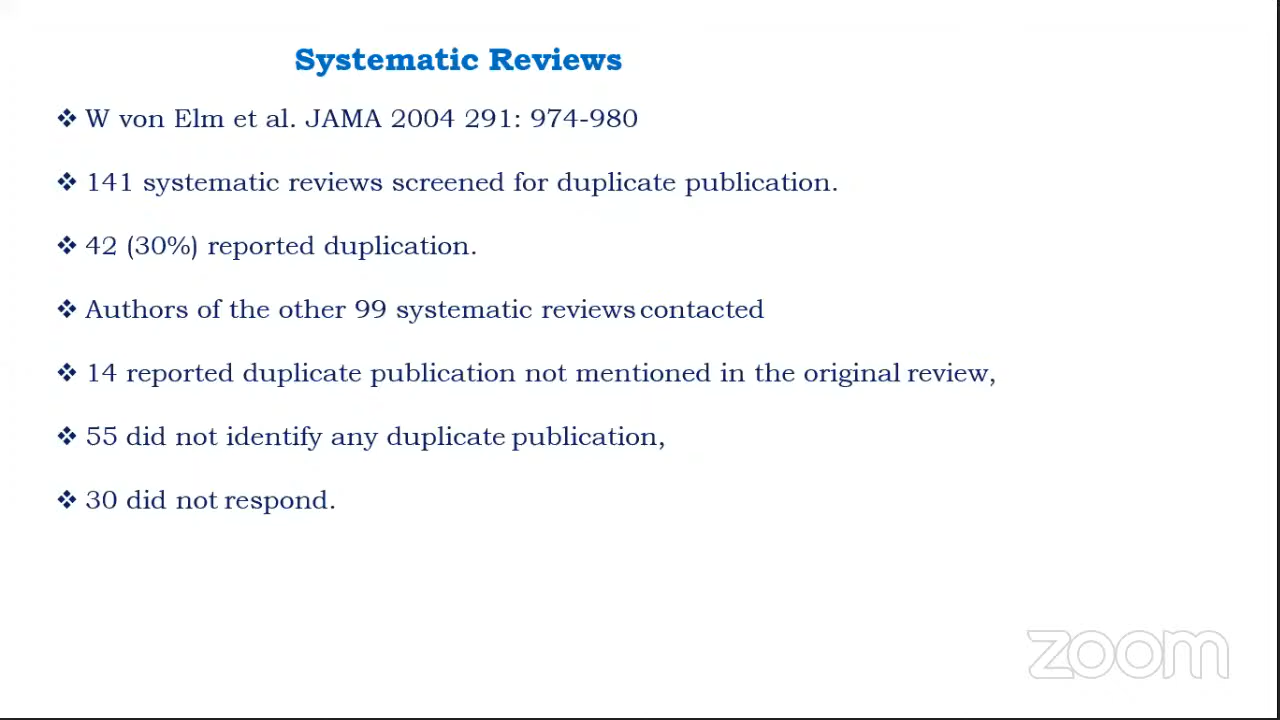 Systematic Reviews
❖ W von Elm et al. JAMA 2004 291: 974-980
❖ 141 systematic reviews screened for duplicate publication.
❖ 42 (30%) reported duplication.
❖ Authors of the other 99 systematic reviews contacted
❖ 14 reported duplicate publication not mentioned in the original review,
❖ 55 did not identify any duplicate publication,
❖ 30 did not respond.
zoom